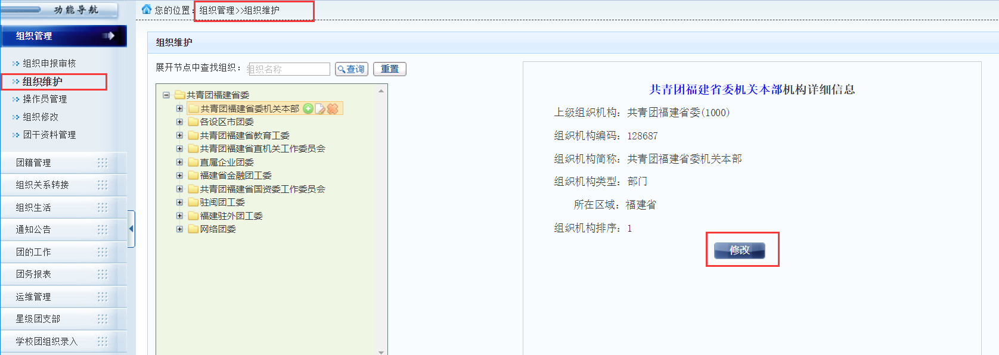 功能导航
组织管理
组织申报审核
组织维护
操作员管理
组织修改
团干资料管理
团籍管理
组织关系转接
组织生活
通知公告
团的工作
团务报表
运维管理
星级团支部
学校团组织录入
您的位置：组织管理>>组织维护
组织维护
展开节点中查找组织：组织名称 查询 重置
共青团福建省委
共青团福建省委机关本部
各设区市团委
共青团福建省教育工委
共青团福建省直机关工作委员会
直属企业团委
福建省金融团工委
共青团福建省国资委工作委员会
驻闽团工委
福建驻外团工委
网络团委
共青团福建省委机关本部机构详细信息
上级组织机构：共青团福建省委(1000)
组织机构编码：128687
组织机构简称：共青团福建省委机关本部
组织机构类型：部门
所在区域：福建省
组织机构排序：1
修改